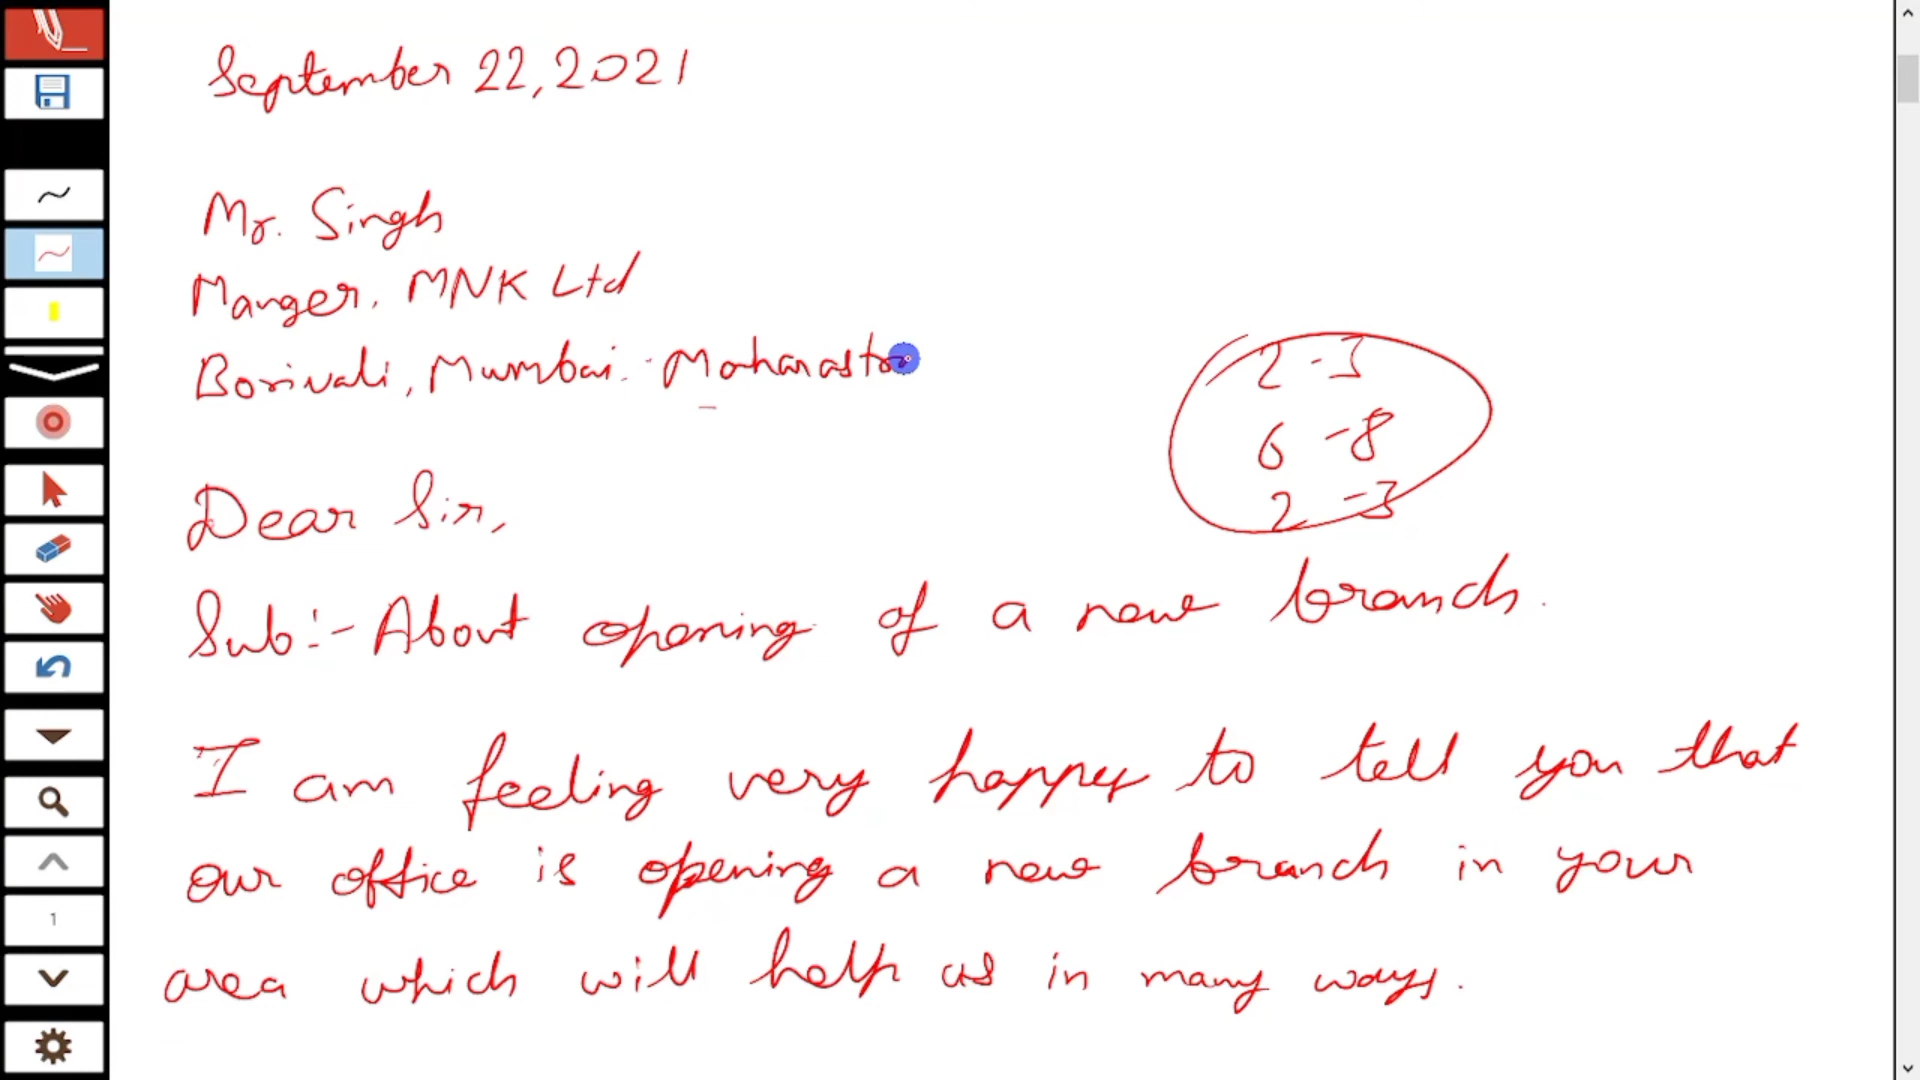 September 22, 2021
Mr. Singh
Manger, MNK Ltd
Borivali, Mumbai. Maharastra
2 - 3
6 - 8
2 - 3
Dear Sir,
Sub:- About opening of a new branch.
I am feeling very happy to tell you that
our office is opening a new branch in your
area which will help us in many ways.
1